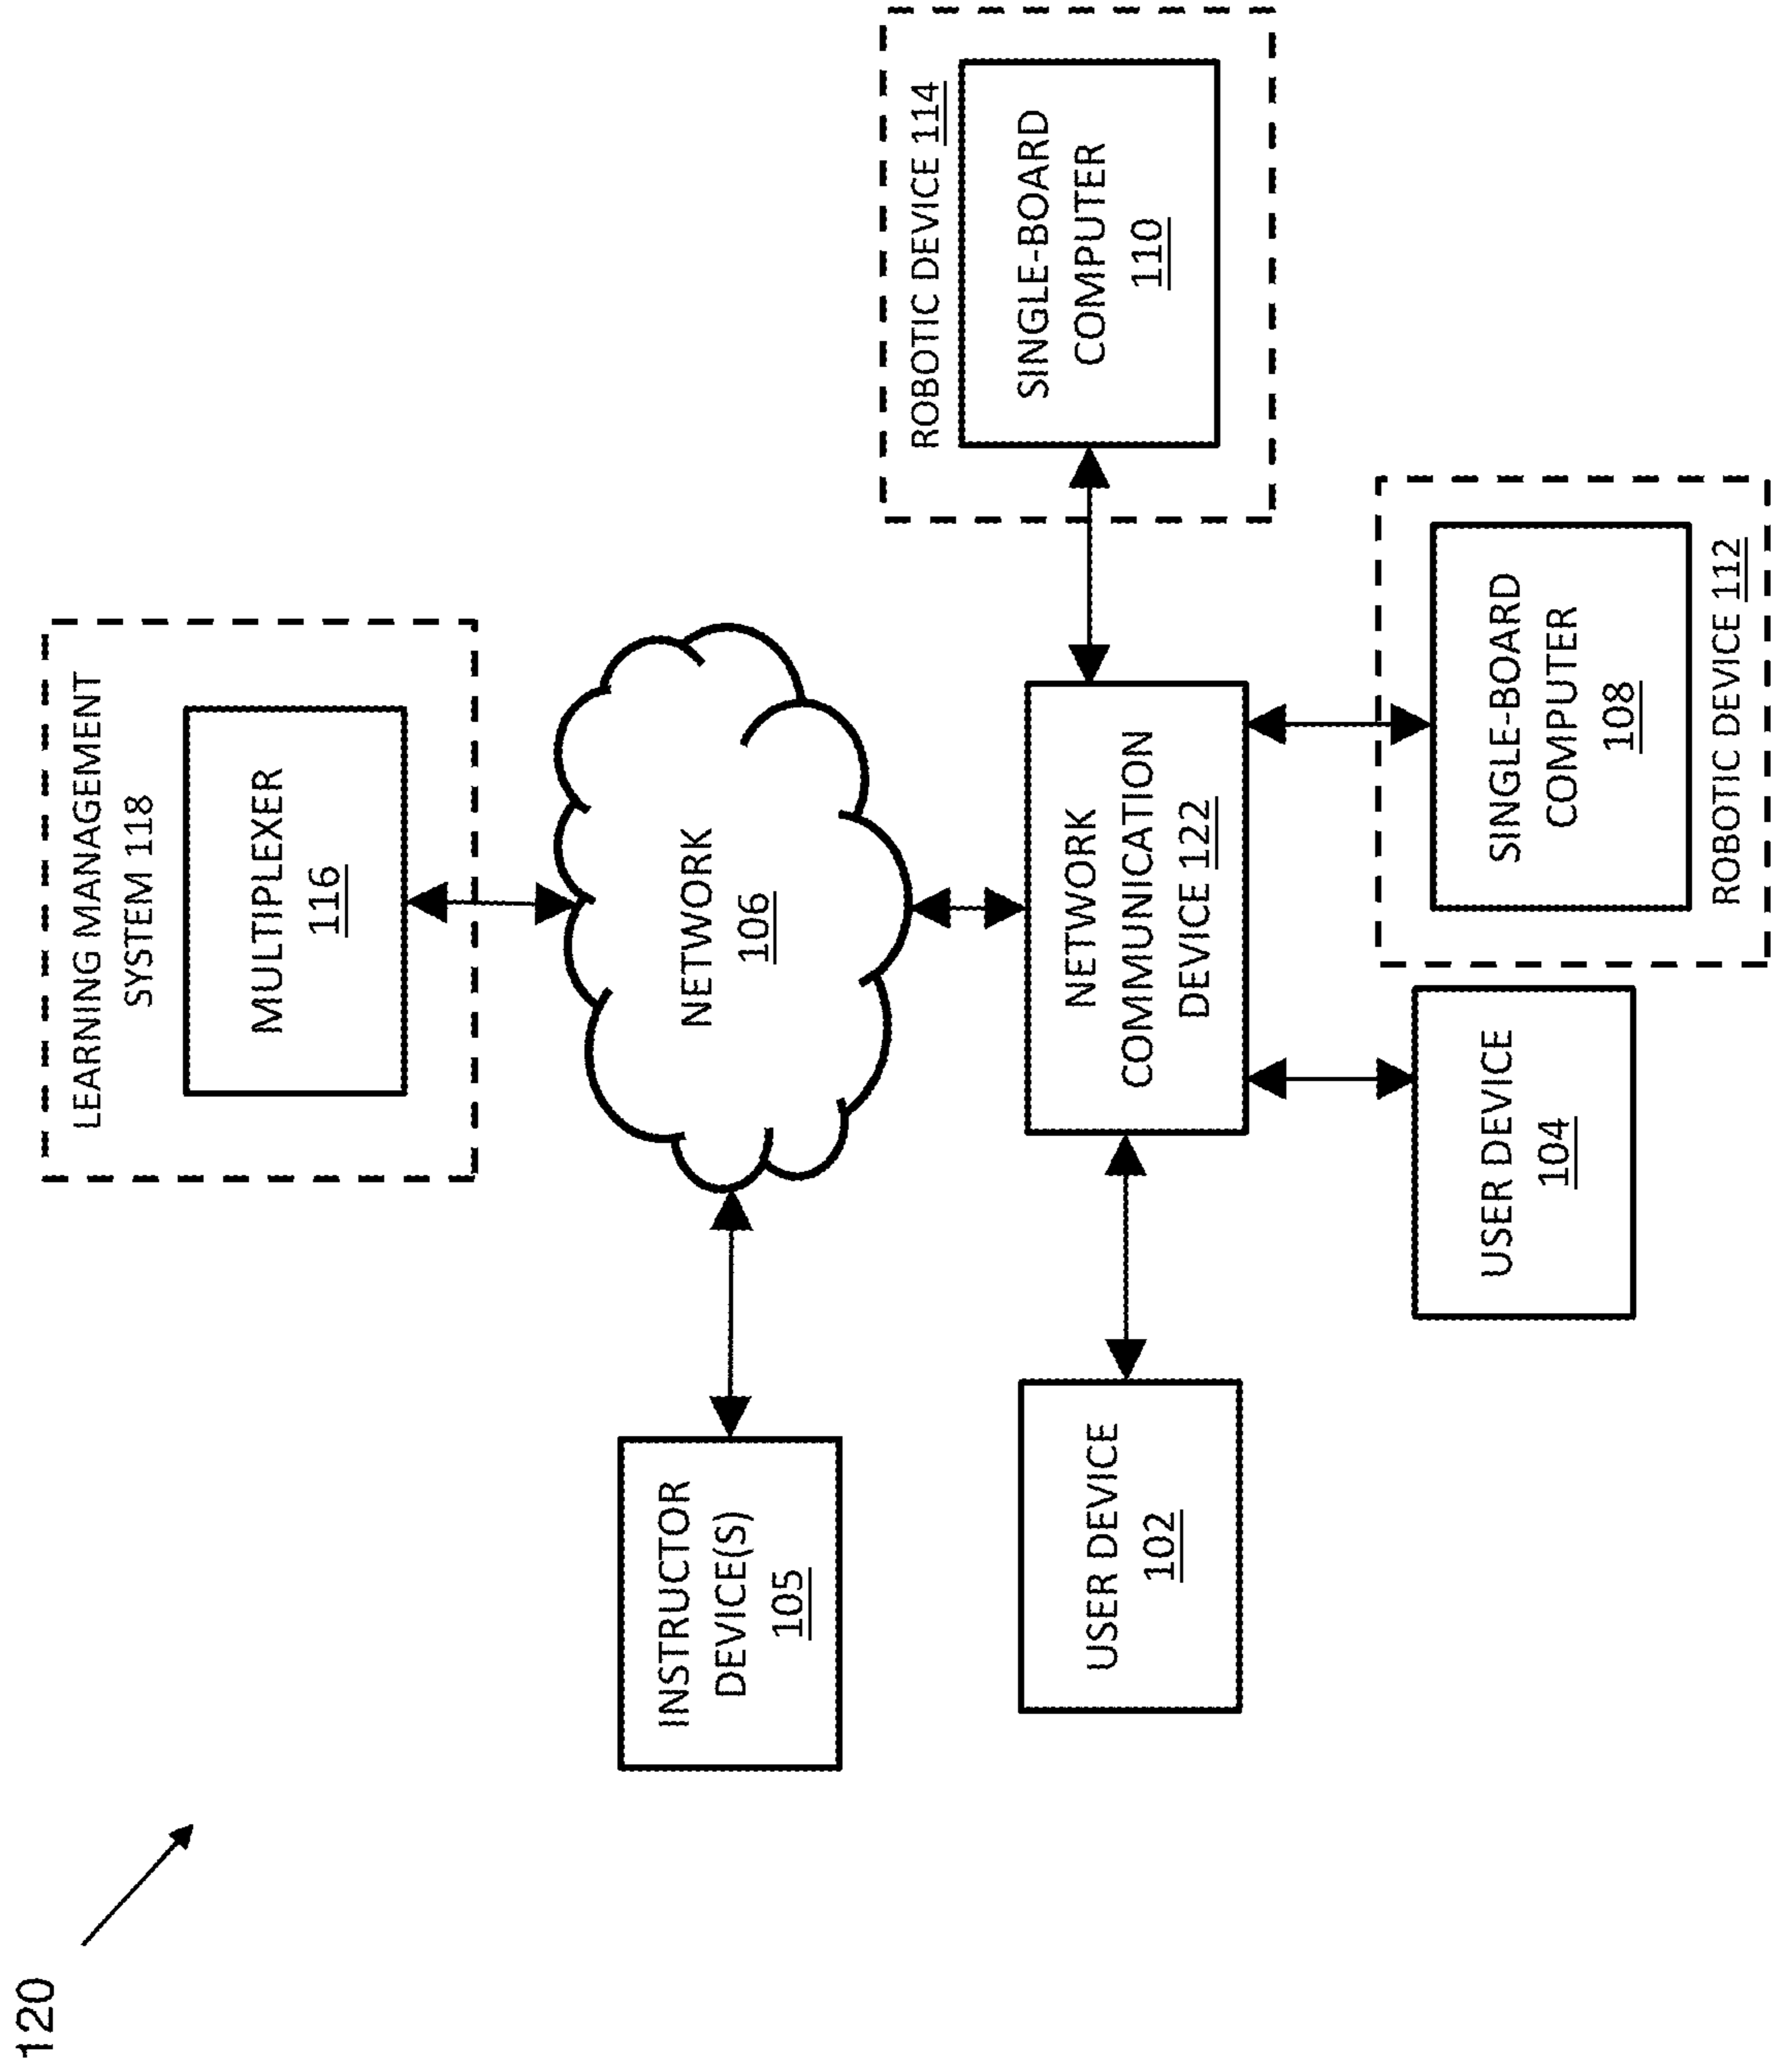 120
LEARNING MANAGEMENT
SYSTEM 118
MULTIPLEXER
116
INSTRUCTOR
DEVICE(S)
105
NETWORK
106
ROBOTIC DEVICE 114
SINGLE-BOARD
COMPUTER
110
USER DEVICE
102
NETWORK
COMMUNICATION
DEVICE 122
USER DEVICE
104
SINGLE-BOARD
COMPUTER
108
ROBOTIC DEVICE 112